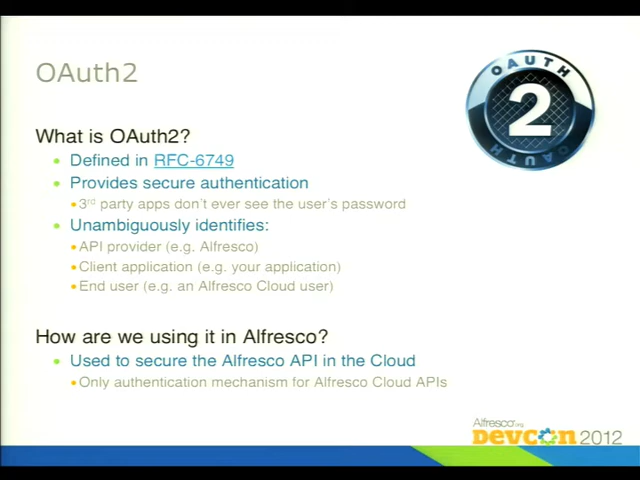 OAuth2
OAUTH
2
OAUTH
What is OAuth2?
Defined in RFC-6749
Provides secure authentication
3rd party apps don't ever see the user's password
Unambiguously identifies:
API provider (e.g. Alfresco)
Client application (e.g. your application)
End user (e.g. an Alfresco Cloud user)
How are we using it in Alfresco?
Used to secure the Alfresco API in the Cloud
Only authentication mechanism for Alfresco Cloud APIs
Alfresco.org
Devcon 2012